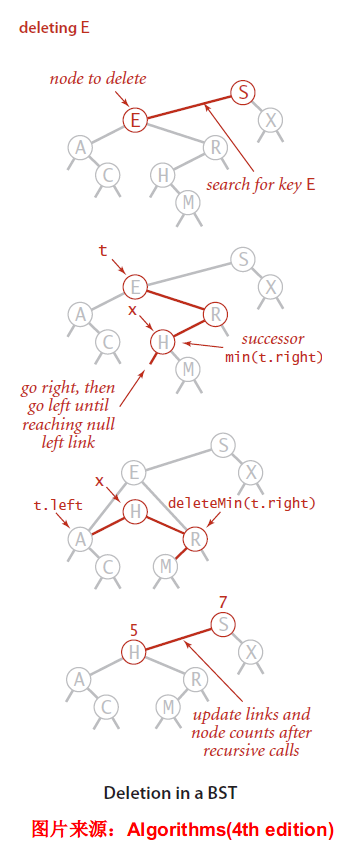 deleting E
node to delete
S
E
X
A
R
C
H
search for key E
M
t
S
E
X
x
A
R
C
H
successor
min(t.right)
M
go right, then
go left until
reaching null
left link
S
x
E
X
t.left
H
deleteMin(t.right)
A
R
C
M
7
5
S
H
X
A
R
C
M
update links and
node counts after
recursive calls
Deletion in a BST
图片来源：Algorithms(4th edition)